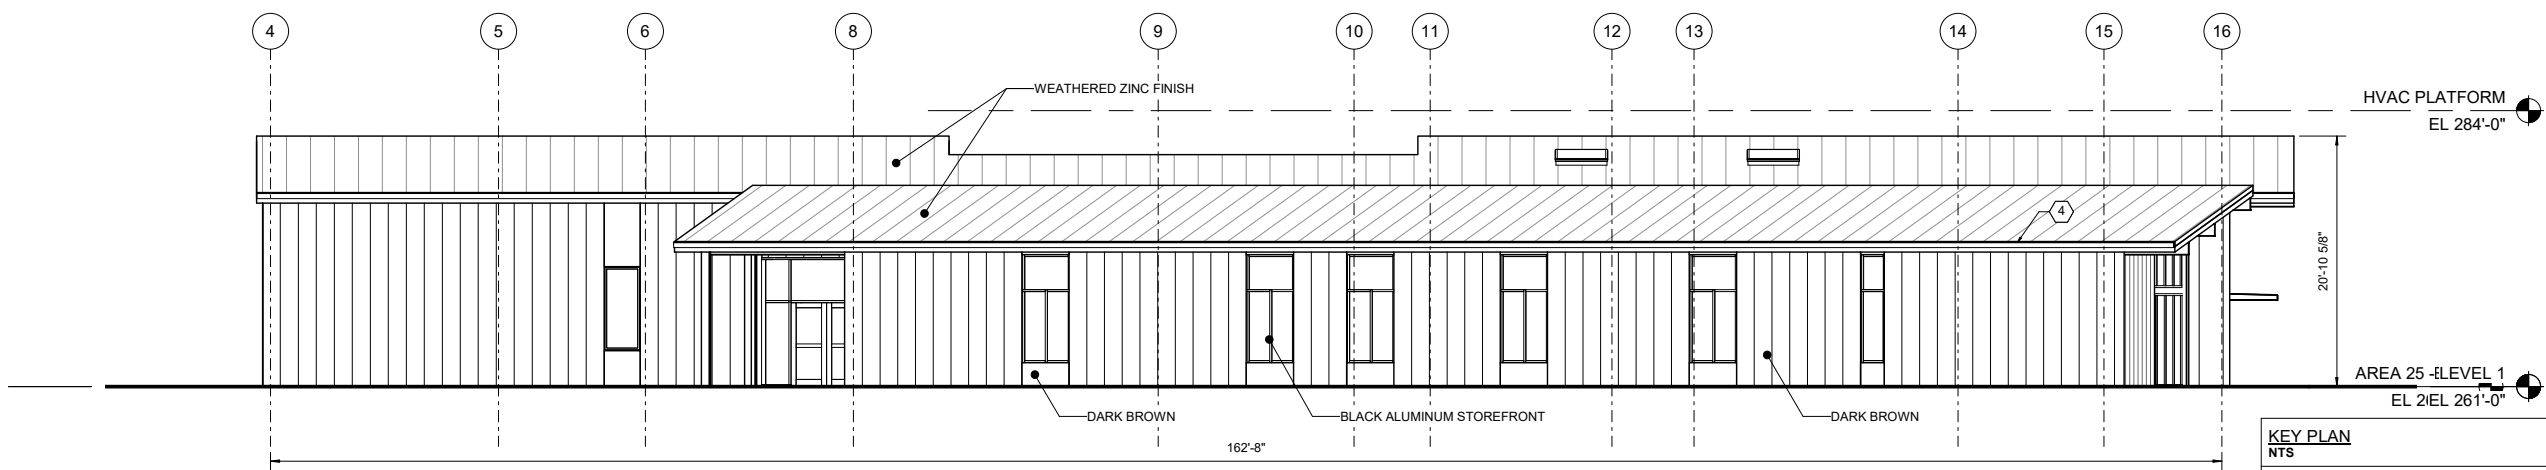 4 5 6 8 9 10 11 12 13 14 15 16
WEATHERED ZINC FINISH
HVAC PLATFORM
EL 284'-0"
4
20'-10 5/8"
AREA 25 - LEVEL 1
EL 261'-0"
DARK BROWN
BLACK ALUMINUM STOREFRONT
DARK BROWN
162'-8"
KEY PLAN
NTS